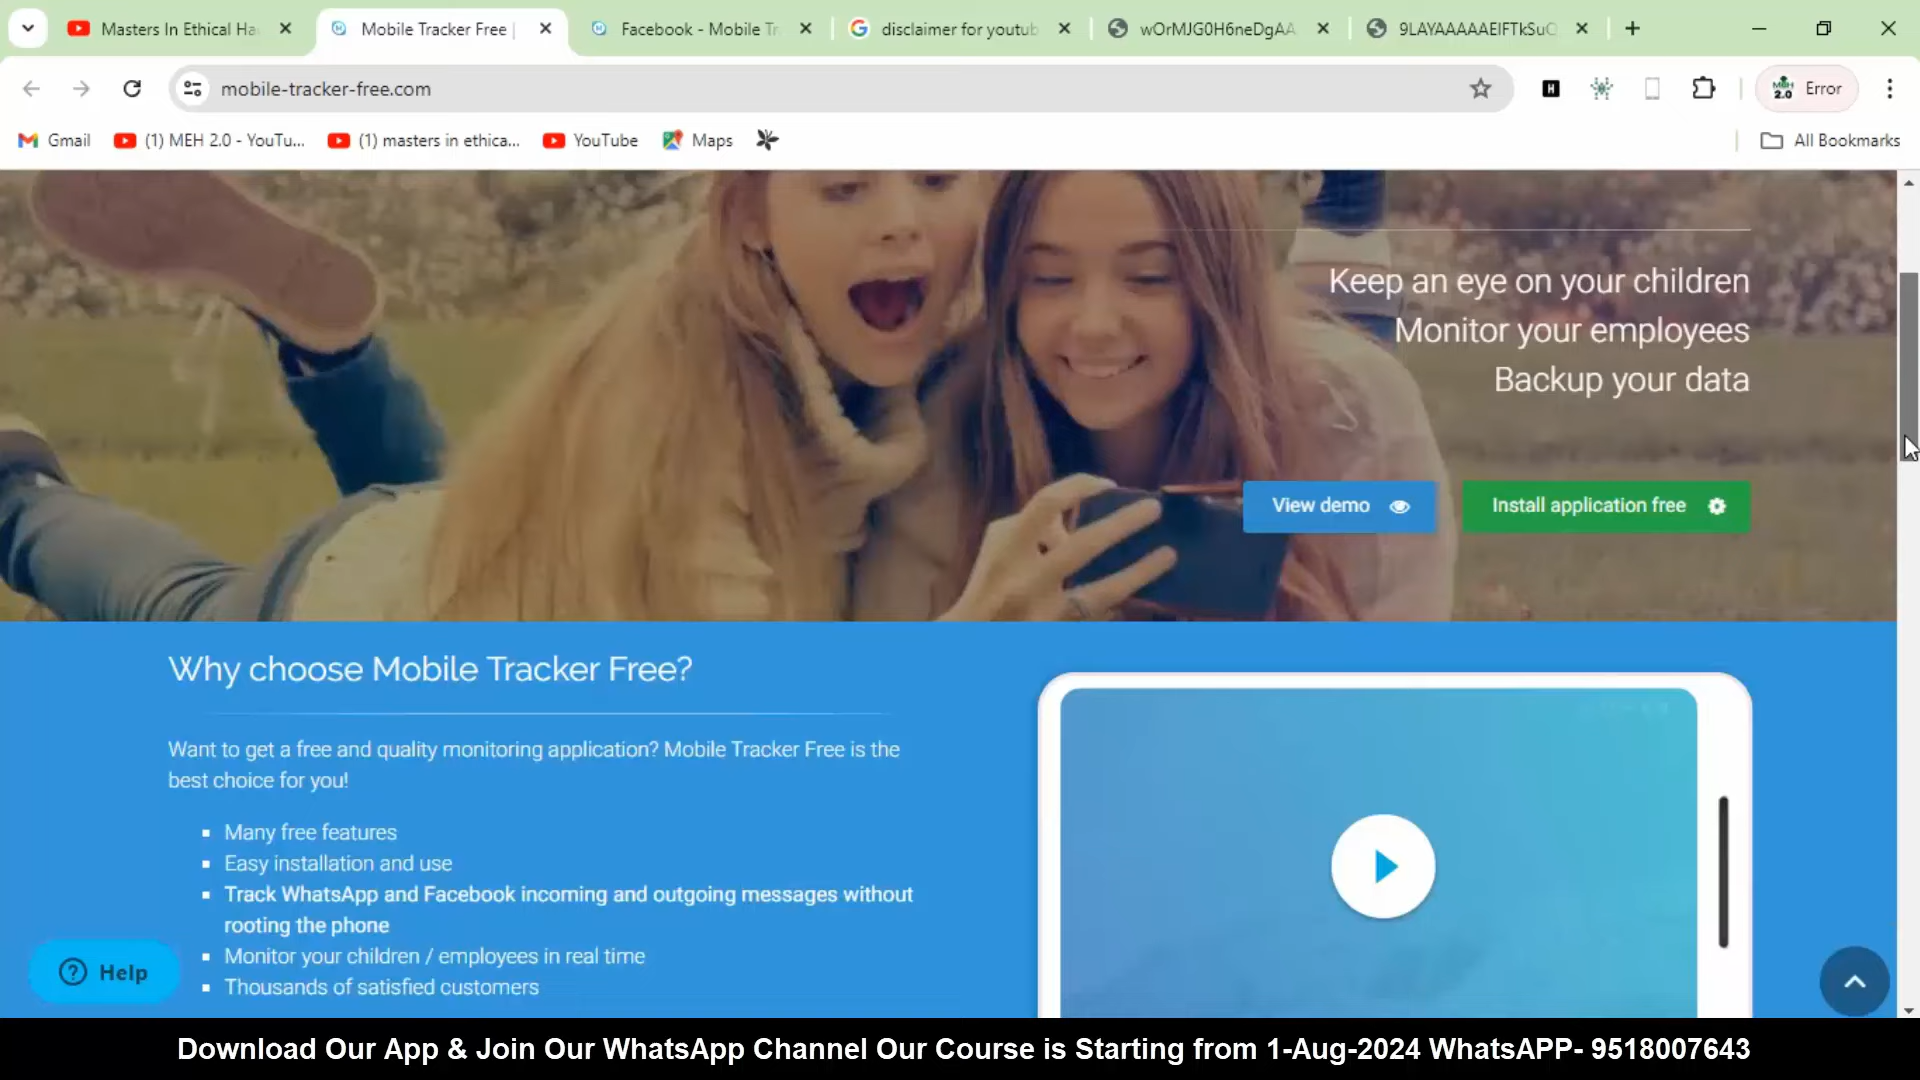 Masters In Ethical Ha
Mobile Tracker Free |
Facebook - Mobile Tr
disclaimer for youtub
wOrMJG0H6neDgAA
9LAYAAAAAElFTkSuQ
mobile-tracker-free.com
MEH 2.0 Error
Gmail
(1) MEH 2.0 - YouTu...
(1) masters in ethica...
YouTube
Maps
All Bookmarks
Keep an eye on your children
Monitor your employees
Backup your data
View demo
Install application free
Why choose Mobile Tracker Free?
Want to get a free and quality monitoring application? Mobile Tracker Free is the
best choice for you!
Many free features
Easy installation and use
Track WhatsApp and Facebook incoming and outgoing messages without
rooting the phone
Monitor your children / employees in real time
Thousands of satisfied customers
Help
Download Our App & Join Our WhatsApp Channel Our Course is Starting from 1-Aug-2024 WhatsAPP- 9518007643